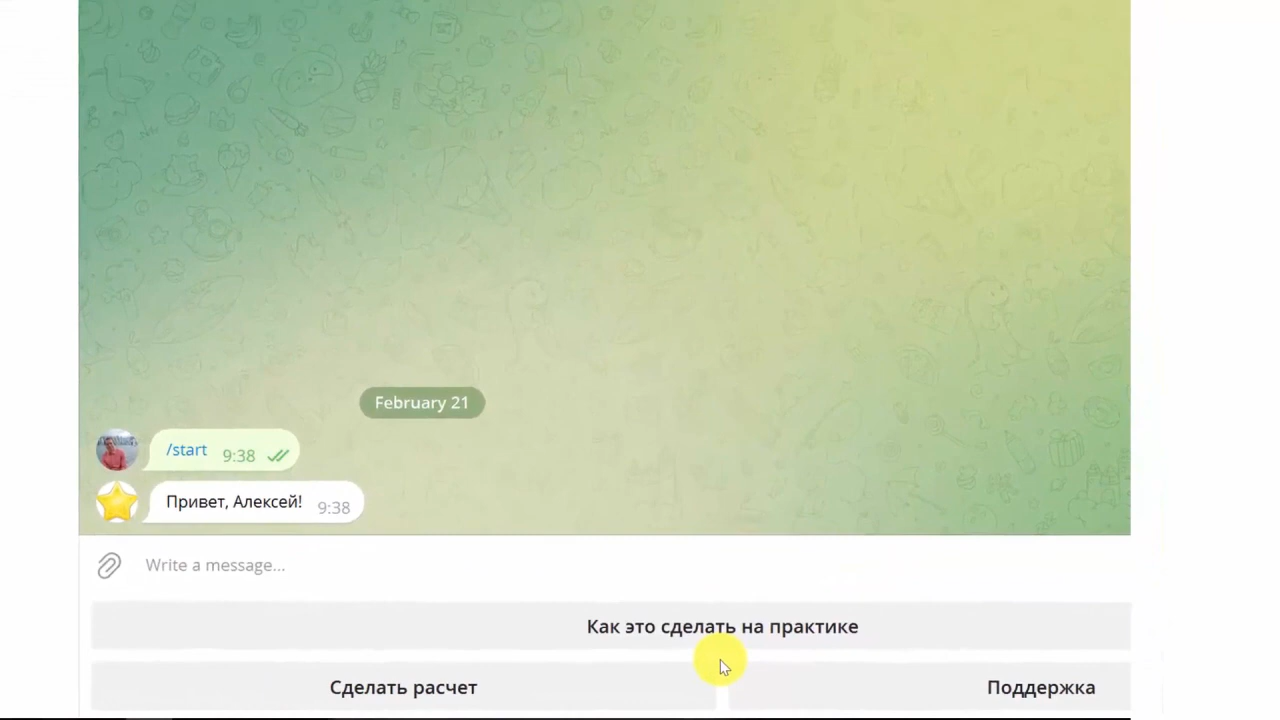 February 21
/start 9:38
Привет, Алексей! 9:38
Write a message...
Как это сделать на практике
Сделать расчет Поддержка